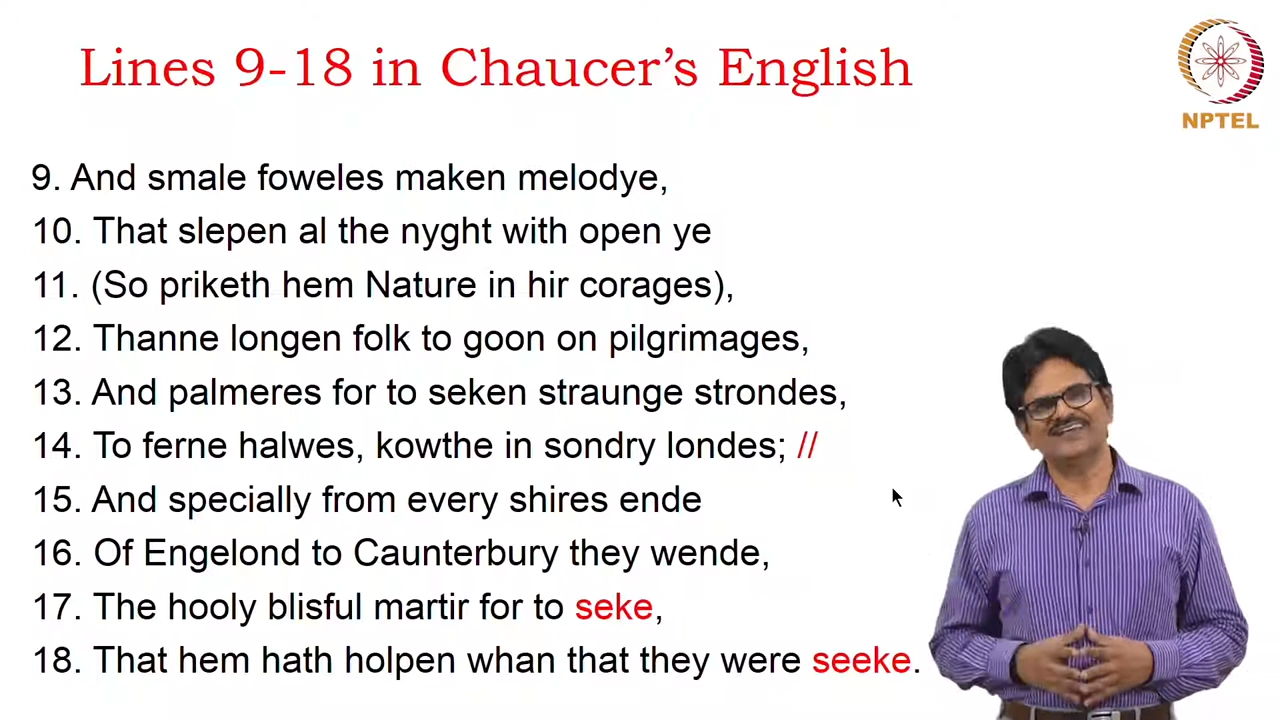 Lines 9-18 in Chaucer’s English
NPTEL
9. And smale foweles maken melodye,
10. That slepen al the nyght with open ye
11. (So priketh hem Nature in hir corages),
12. Thanne longen folk to goon on pilgrimages,
13. And palmeres for to seken straunge strondes,
14. To ferne halwes, kowthe in sondry londes; //
15. And specially from every shires ende
16. Of Engelond to Caunterbury they wende,
17. The hooly blisful martir for to seke,
18. That hem hath holpen whan that they were seeke.